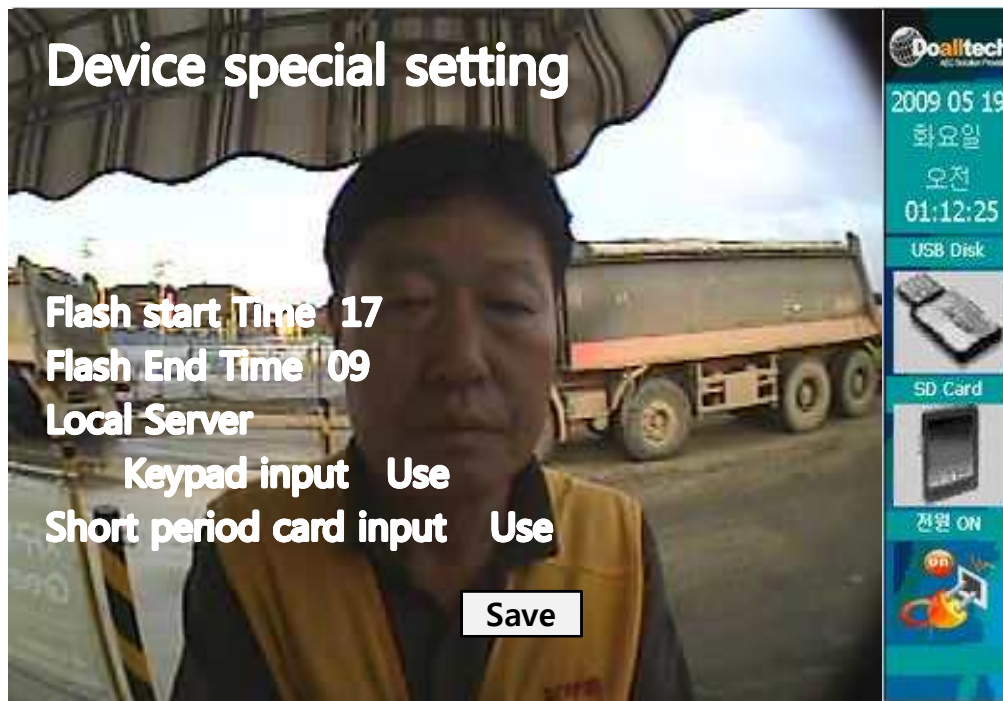 Device special setting
Flash start Time 17
Flash End Time 09
Local Server
Keypad input Use
Short period card input Use
Save
Doalltech
2009 05 19
화요일
오전
01:12:25
USB Disk
SD Card
전원 ON
on